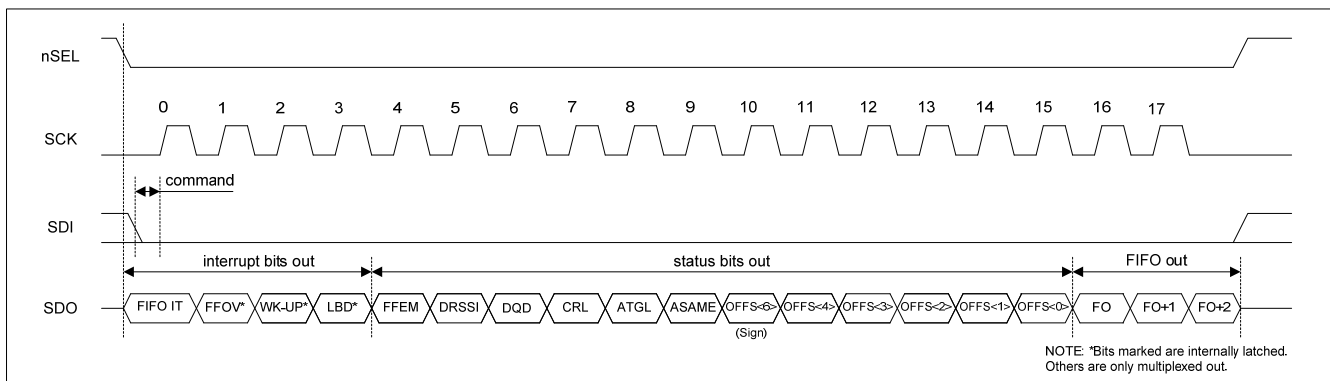 nSEL
0 1 2 3 4 5 6 7 8 9 10 11 12 13 14 15 16 17
SCK
command
SDI
interrupt bits out status bits out FIFO out
SDO FIFO IT FFOV* WK-UP* LBD* FFEM DRSSI DQD CRL ATGL ASAME OFFS<6> OFFS<4> OFFS<3> OFFS<2> OFFS<1> OFFS<0> FO FO+1 FO+2
(Sign)
NOTE: *Bits marked are internally latched.
Others are only multiplexed out.